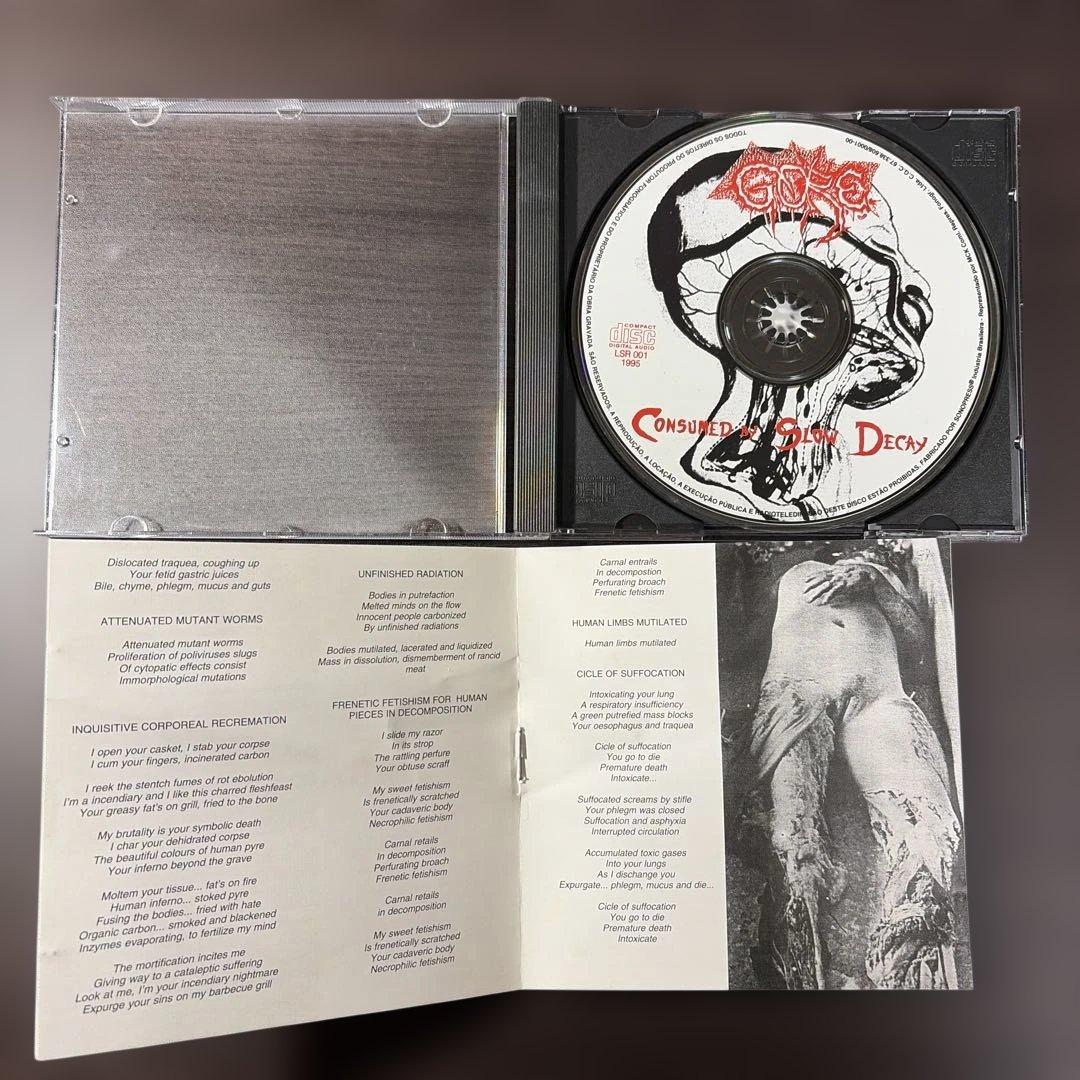 GORE
COMPACT
disc
DIGITAL AUDIO
LSR 001
1995
CONSUMED BY SLOW DECAY
TODOS OS DIREITOS DO PRODUTOR FONOGRÁFICO E DO PROPRIETÁRIO DA OBRA GRAVADA SÃO RESERVADOS. A REPRODUÇÃO, A LOCAÇÃO, A EXECUÇÃO PÚBLICA E RADIOTELEDIFUSÃO DESTE DISCO ESTÃO PROIBIDAS. FABRICADO POR SONOPRESS® Indústria Brasileira - Representado por MCK Coml. Repres. Fonogr. Ltda. C.G.C. 67.338.608/0001-00
Dislocated traquea, coughing up
Your fetid gastric juices
Bile, chyme, phlegm, mucus and guts
ATTENUATED MUTANT WORMS
Attenuated mutant worms
Proliferation of poliviruses slugs
Of cytopatic effects consist
Immorphological mutations
INQUISITIVE CORPOREAL RECREMATION
I open your casket, I stab your corpse
I cum your fingers, incinerated carbon
I reek the stentch fumes of rot ebolution
I'm a incendiary and I like this charred fleshfeast
Your greasy fat's on grill, fried to the bone
My brutality is your symbolic death
I char your dehidrated corpse
The beautiful colours of human pyre
Your inferno beyond the grave
Moltem your tissue... fat's on fire
Human inferno... stoked pyre
Fusing the bodies... fried with hate
Organic carbon... smoked and blackened
Inzymes evaporating, to fertilize my mind
The mortification incites me
Giving way to a cataleptic suffering
Look at me, I'm your incendiary nightmare
Expurge your sins on my barbecue grill
UNFINISHED RADIATION
Bodies in putrefaction
Melted minds on the flow
Innocent people carbonized
By unfinished radiations
Bodies mutilated, lacerated and liquidized
Mass in dissolution, dismemberment of rancid
meat
FRENETIC FETISHISM FOR HUMAN
PIECES IN DECOMPOSITION
I slide my razor
In its strop
The rattling perfure
Your obtuse scraff
My sweet fetishism
Is frenetically scratched
Your cadaveric body
Necrophilic fetishism
Carnal retails
In decomposition
Perfurating broach
Frenetic fetishism
Carnal retails
in decomposition
My sweet fetishism
Is frenetically scratched
Your cadaveric body
Necrophilic fetishism
Carnal entrails
In decompostion
Perfurating broach
Frenetic fetishism
HUMAN LIMBS MUTILATED
Human limbs mutilated
CICLE OF SUFFOCATION
Intoxicating your lung
A respiratory insufficiency
A green putrefied mass blocks
Your oesophagus and traquea
Cicle of suffocation
You go to die
Premature death
Intoxicate...
Suffocated screams by stifle
Your phlegm was closed
Suffocation and asphyxia
Interrupted circulation
Accumulated toxic gases
Into your lungs
As I dischange you
Expurgate... phlegm, mucus and die...
Cicle of suffocation
You go to die
Premature death
Intoxicate